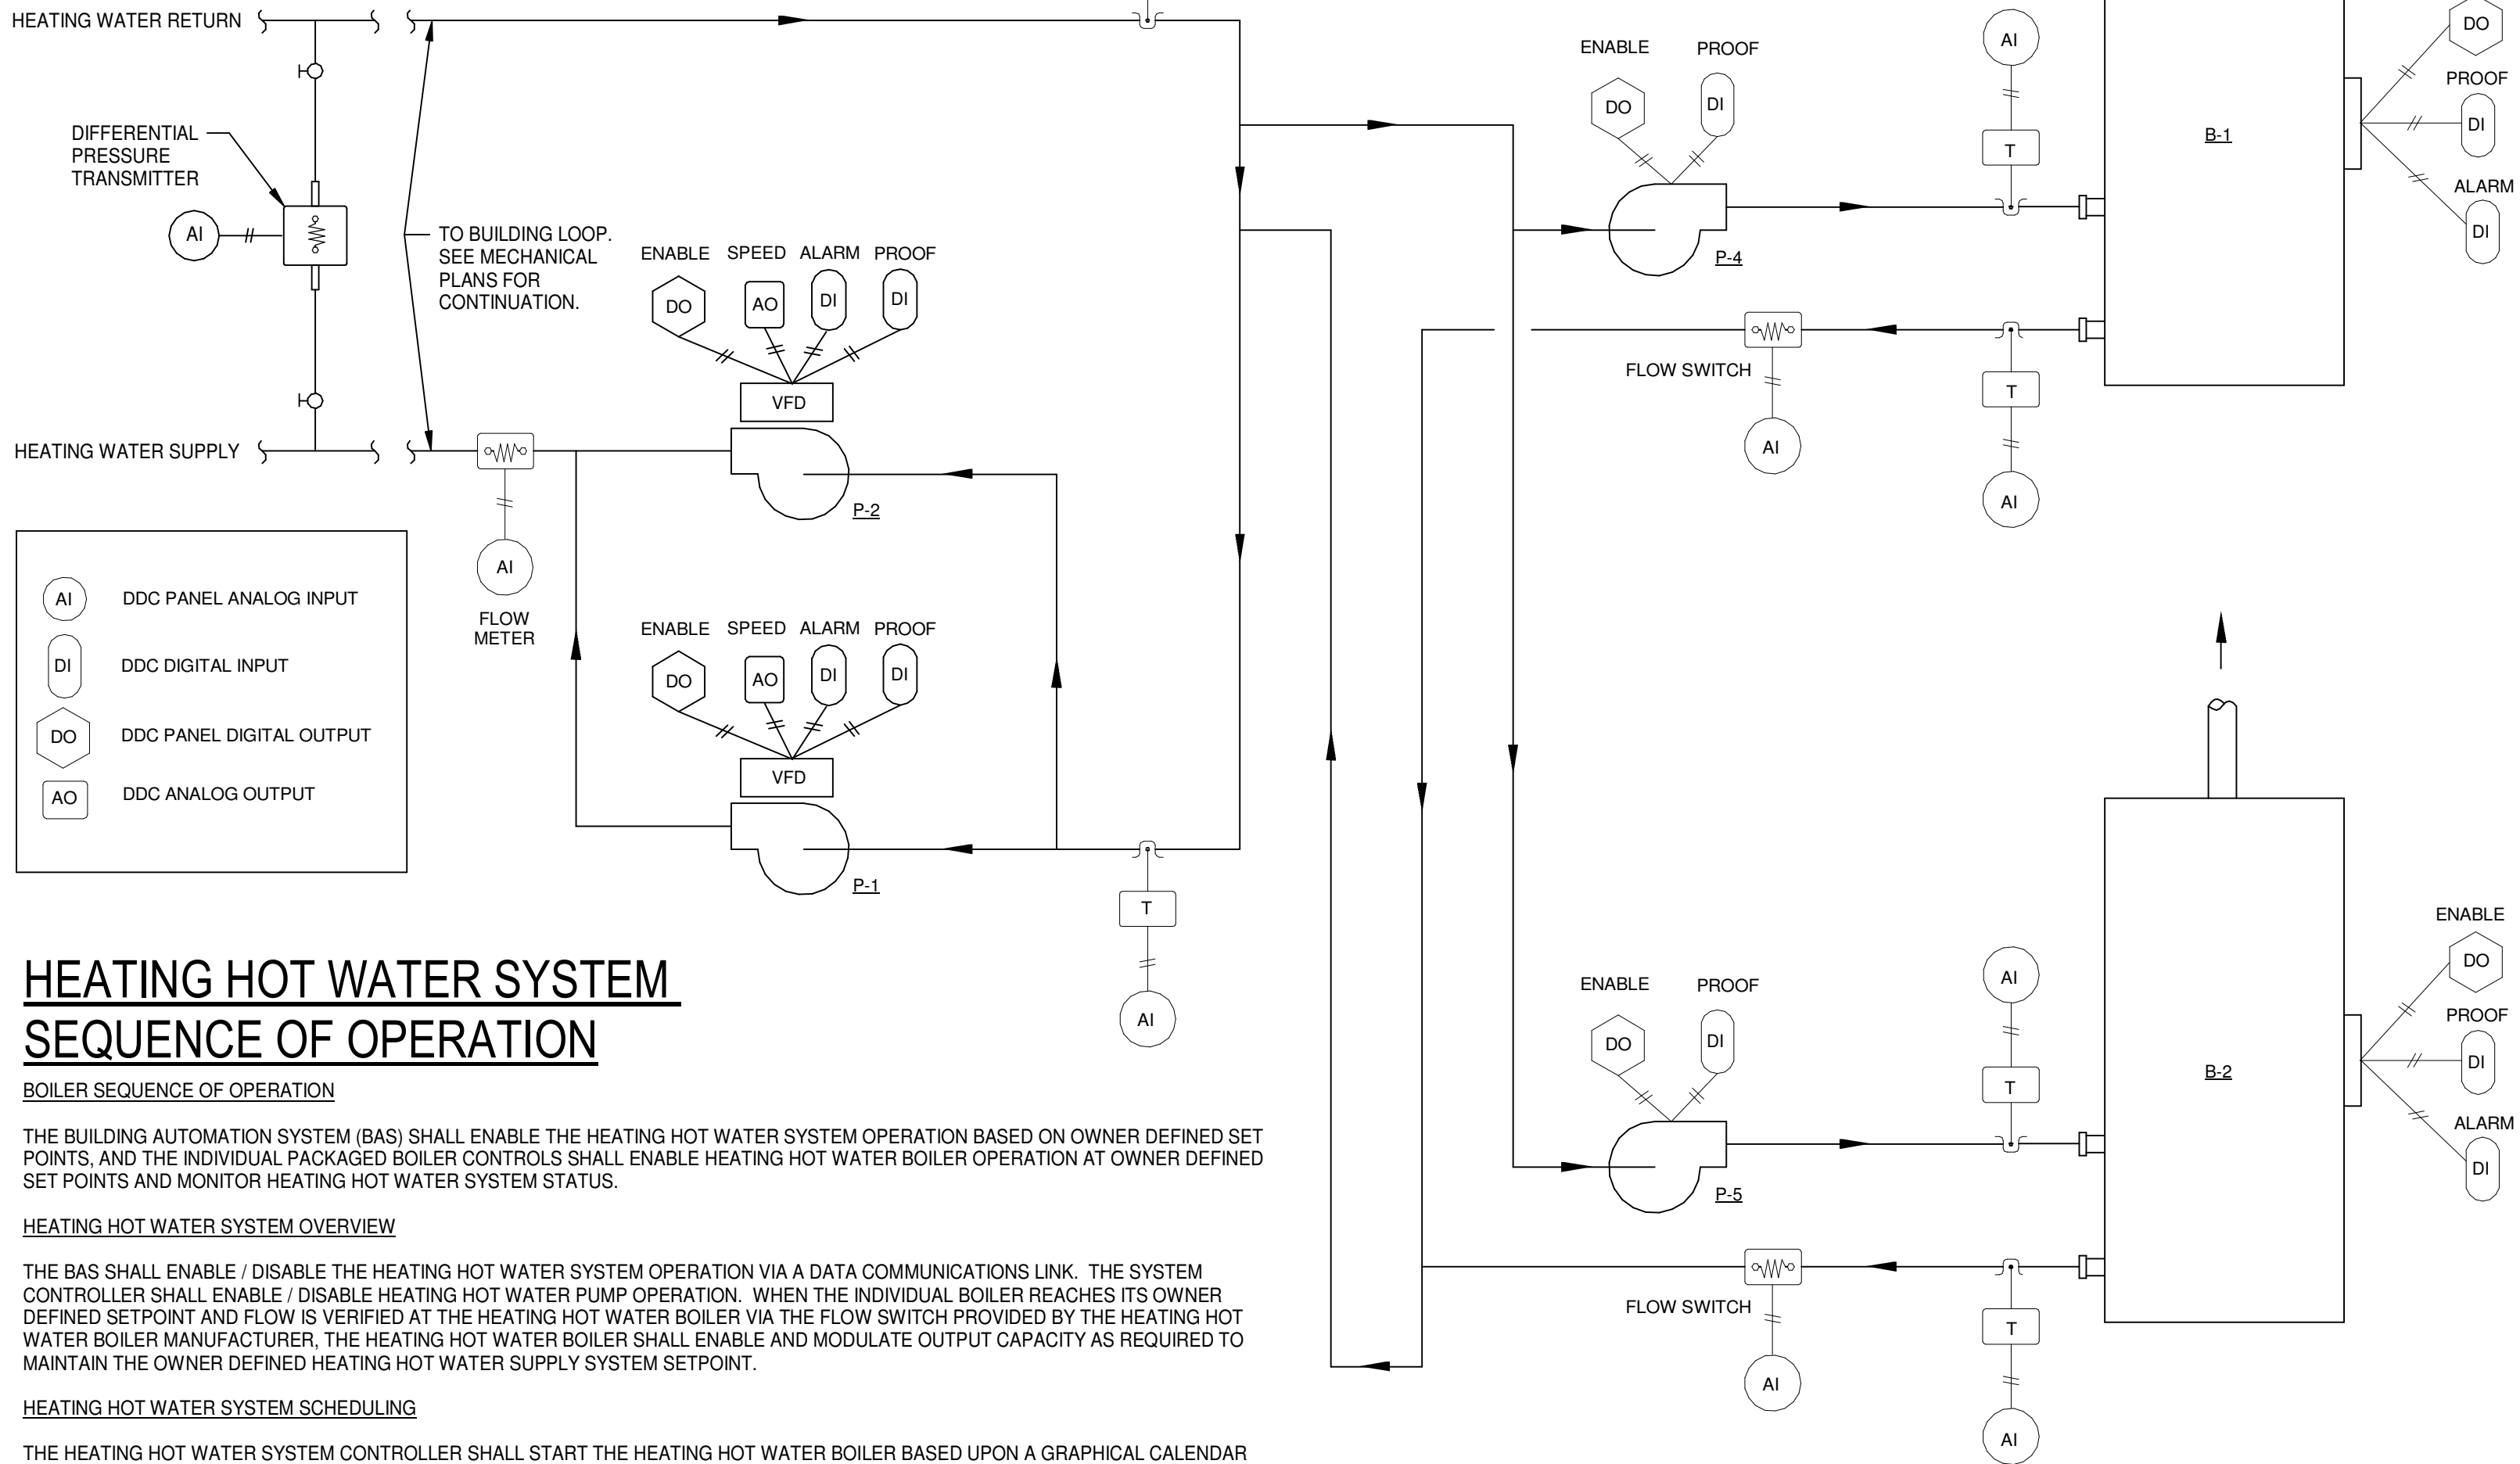 HEATING WATER RETURN
DIFFERENTIAL
PRESSURE
TRANSMITTER
AI
TO BUILDING LOOP.
SEE MECHANICAL
PLANS FOR
CONTINUATION.
HEATING WATER SUPPLY
AI
FLOW
METER
ENABLE SPEED ALARM PROOF
DO AO DI DI
VFD
P-2
ENABLE SPEED ALARM PROOF
DO AO DI DI
VFD
P-1
T
AI
AI DDC PANEL ANALOG INPUT
DI DDC DIGITAL INPUT
DO DDC PANEL DIGITAL OUTPUT
AO DDC ANALOG OUTPUT
ENABLE PROOF
DO DI
P-4
AI
T
B-1
DO
PROOF
DI
ALARM
DI
FLOW SWITCH
AI
T
AI
ENABLE PROOF
DO DI
P-5
AI
T
B-2
ENABLE
DO
PROOF
DI
ALARM
DI
FLOW SWITCH
AI
T
AI
HEATING HOT WATER SYSTEM
SEQUENCE OF OPERATION
BOILER SEQUENCE OF OPERATION
THE BUILDING AUTOMATION SYSTEM (BAS) SHALL ENABLE THE HEATING HOT WATER SYSTEM OPERATION BASED ON OWNER DEFINED SET
POINTS, AND THE INDIVIDUAL PACKAGED BOILER CONTROLS SHALL ENABLE HEATING HOT WATER BOILER OPERATION AT OWNER DEFINED
SET POINTS AND MONITOR HEATING HOT WATER SYSTEM STATUS.
HEATING HOT WATER SYSTEM OVERVIEW
THE BAS SHALL ENABLE / DISABLE THE HEATING HOT WATER SYSTEM OPERATION VIA A DATA COMMUNICATIONS LINK. THE SYSTEM
CONTROLLER SHALL ENABLE / DISABLE HEATING HOT WATER PUMP OPERATION. WHEN THE INDIVIDUAL BOILER REACHES ITS OWNER
DEFINED SETPOINT AND FLOW IS VERIFIED AT THE HEATING HOT WATER BOILER VIA THE FLOW SWITCH PROVIDED BY THE HEATING HOT
WATER BOILER MANUFACTURER, THE HEATING HOT WATER BOILER SHALL ENABLE AND MODULATE OUTPUT CAPACITY AS REQUIRED TO
MAINTAIN THE OWNER DEFINED HEATING HOT WATER SUPPLY SYSTEM SETPOINT.
HEATING HOT WATER SYSTEM SCHEDULING
THE HEATING HOT WATER SYSTEM CONTROLLER SHALL START THE HEATING HOT WATER BOILER BASED UPON A GRAPHICAL CALENDAR